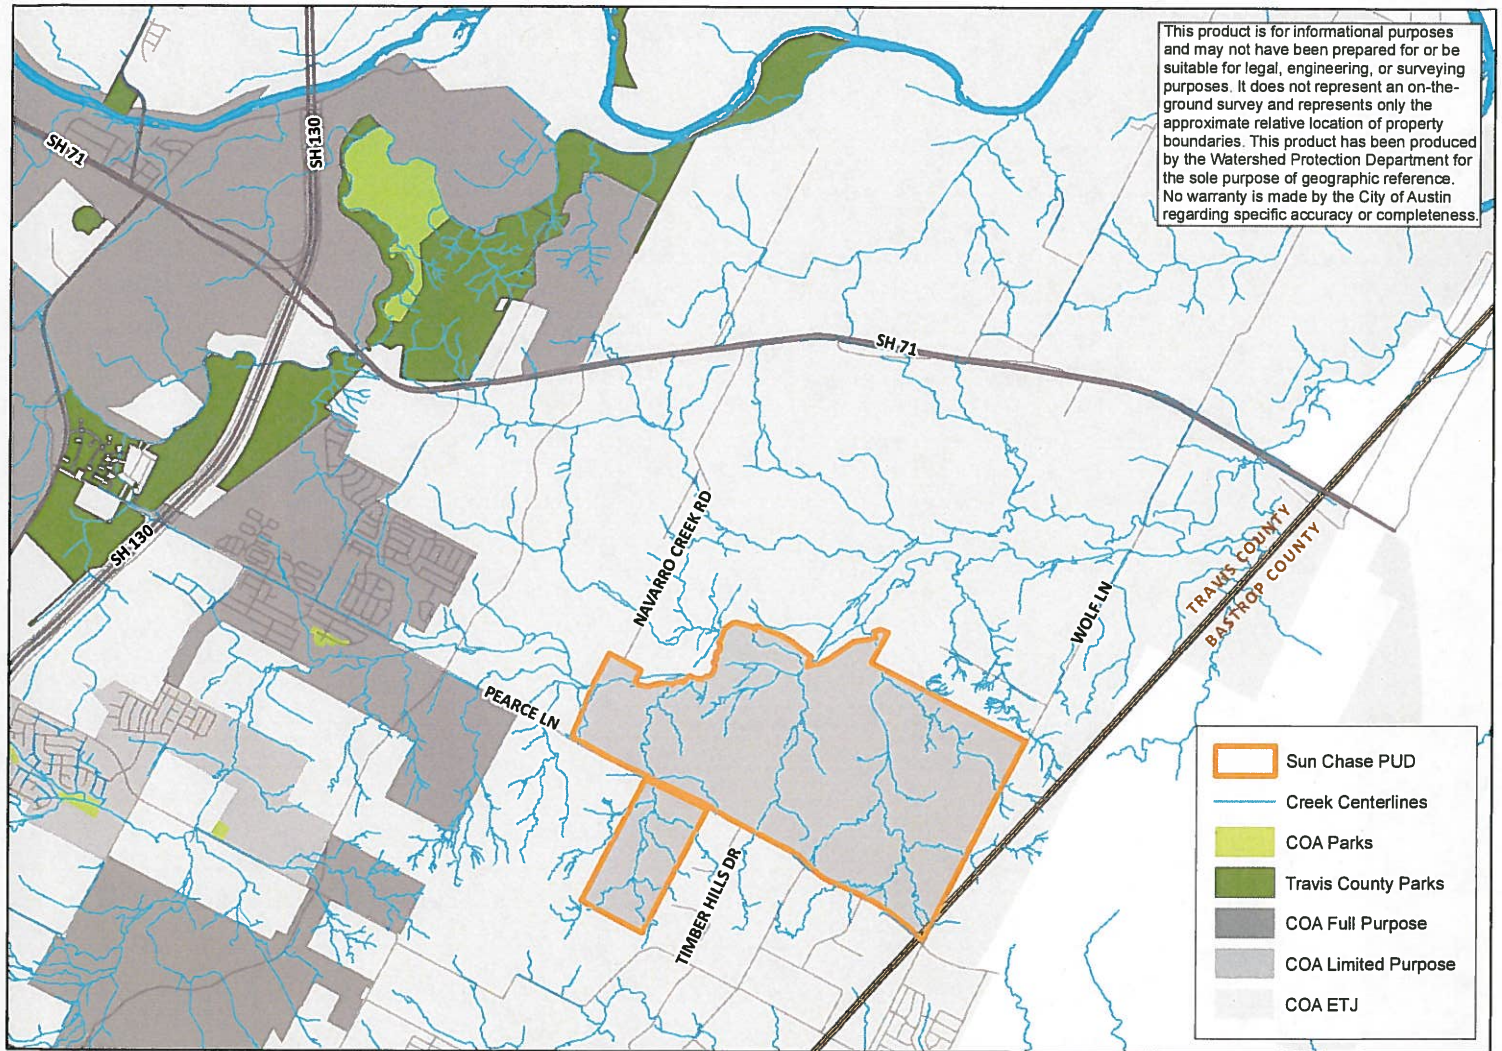 This product is for informational purposes
and may not have been prepared for or be
suitable for legal, engineering, or surveying
purposes. It does not represent an on-the-
ground survey and represents only the
approximate relative location of property
boundaries. This product has been produced
by the Watershed Protection Department for
the sole purpose of geographic reference.
No warranty is made by the City of Austin
regarding specific accuracy or completeness.
SH 71
SH 130
SH 71
SH 130
NAVARRO CREEK RD
WOLF LN
TRAVIS COUNTY
BASTROP COUNTY
PEARCE LN
TIMBER HILLS DR
Sun Chase PUD
Creek Centerlines
COA Parks
Travis County Parks
COA Full Purpose
COA Limited Purpose
COA ETJ